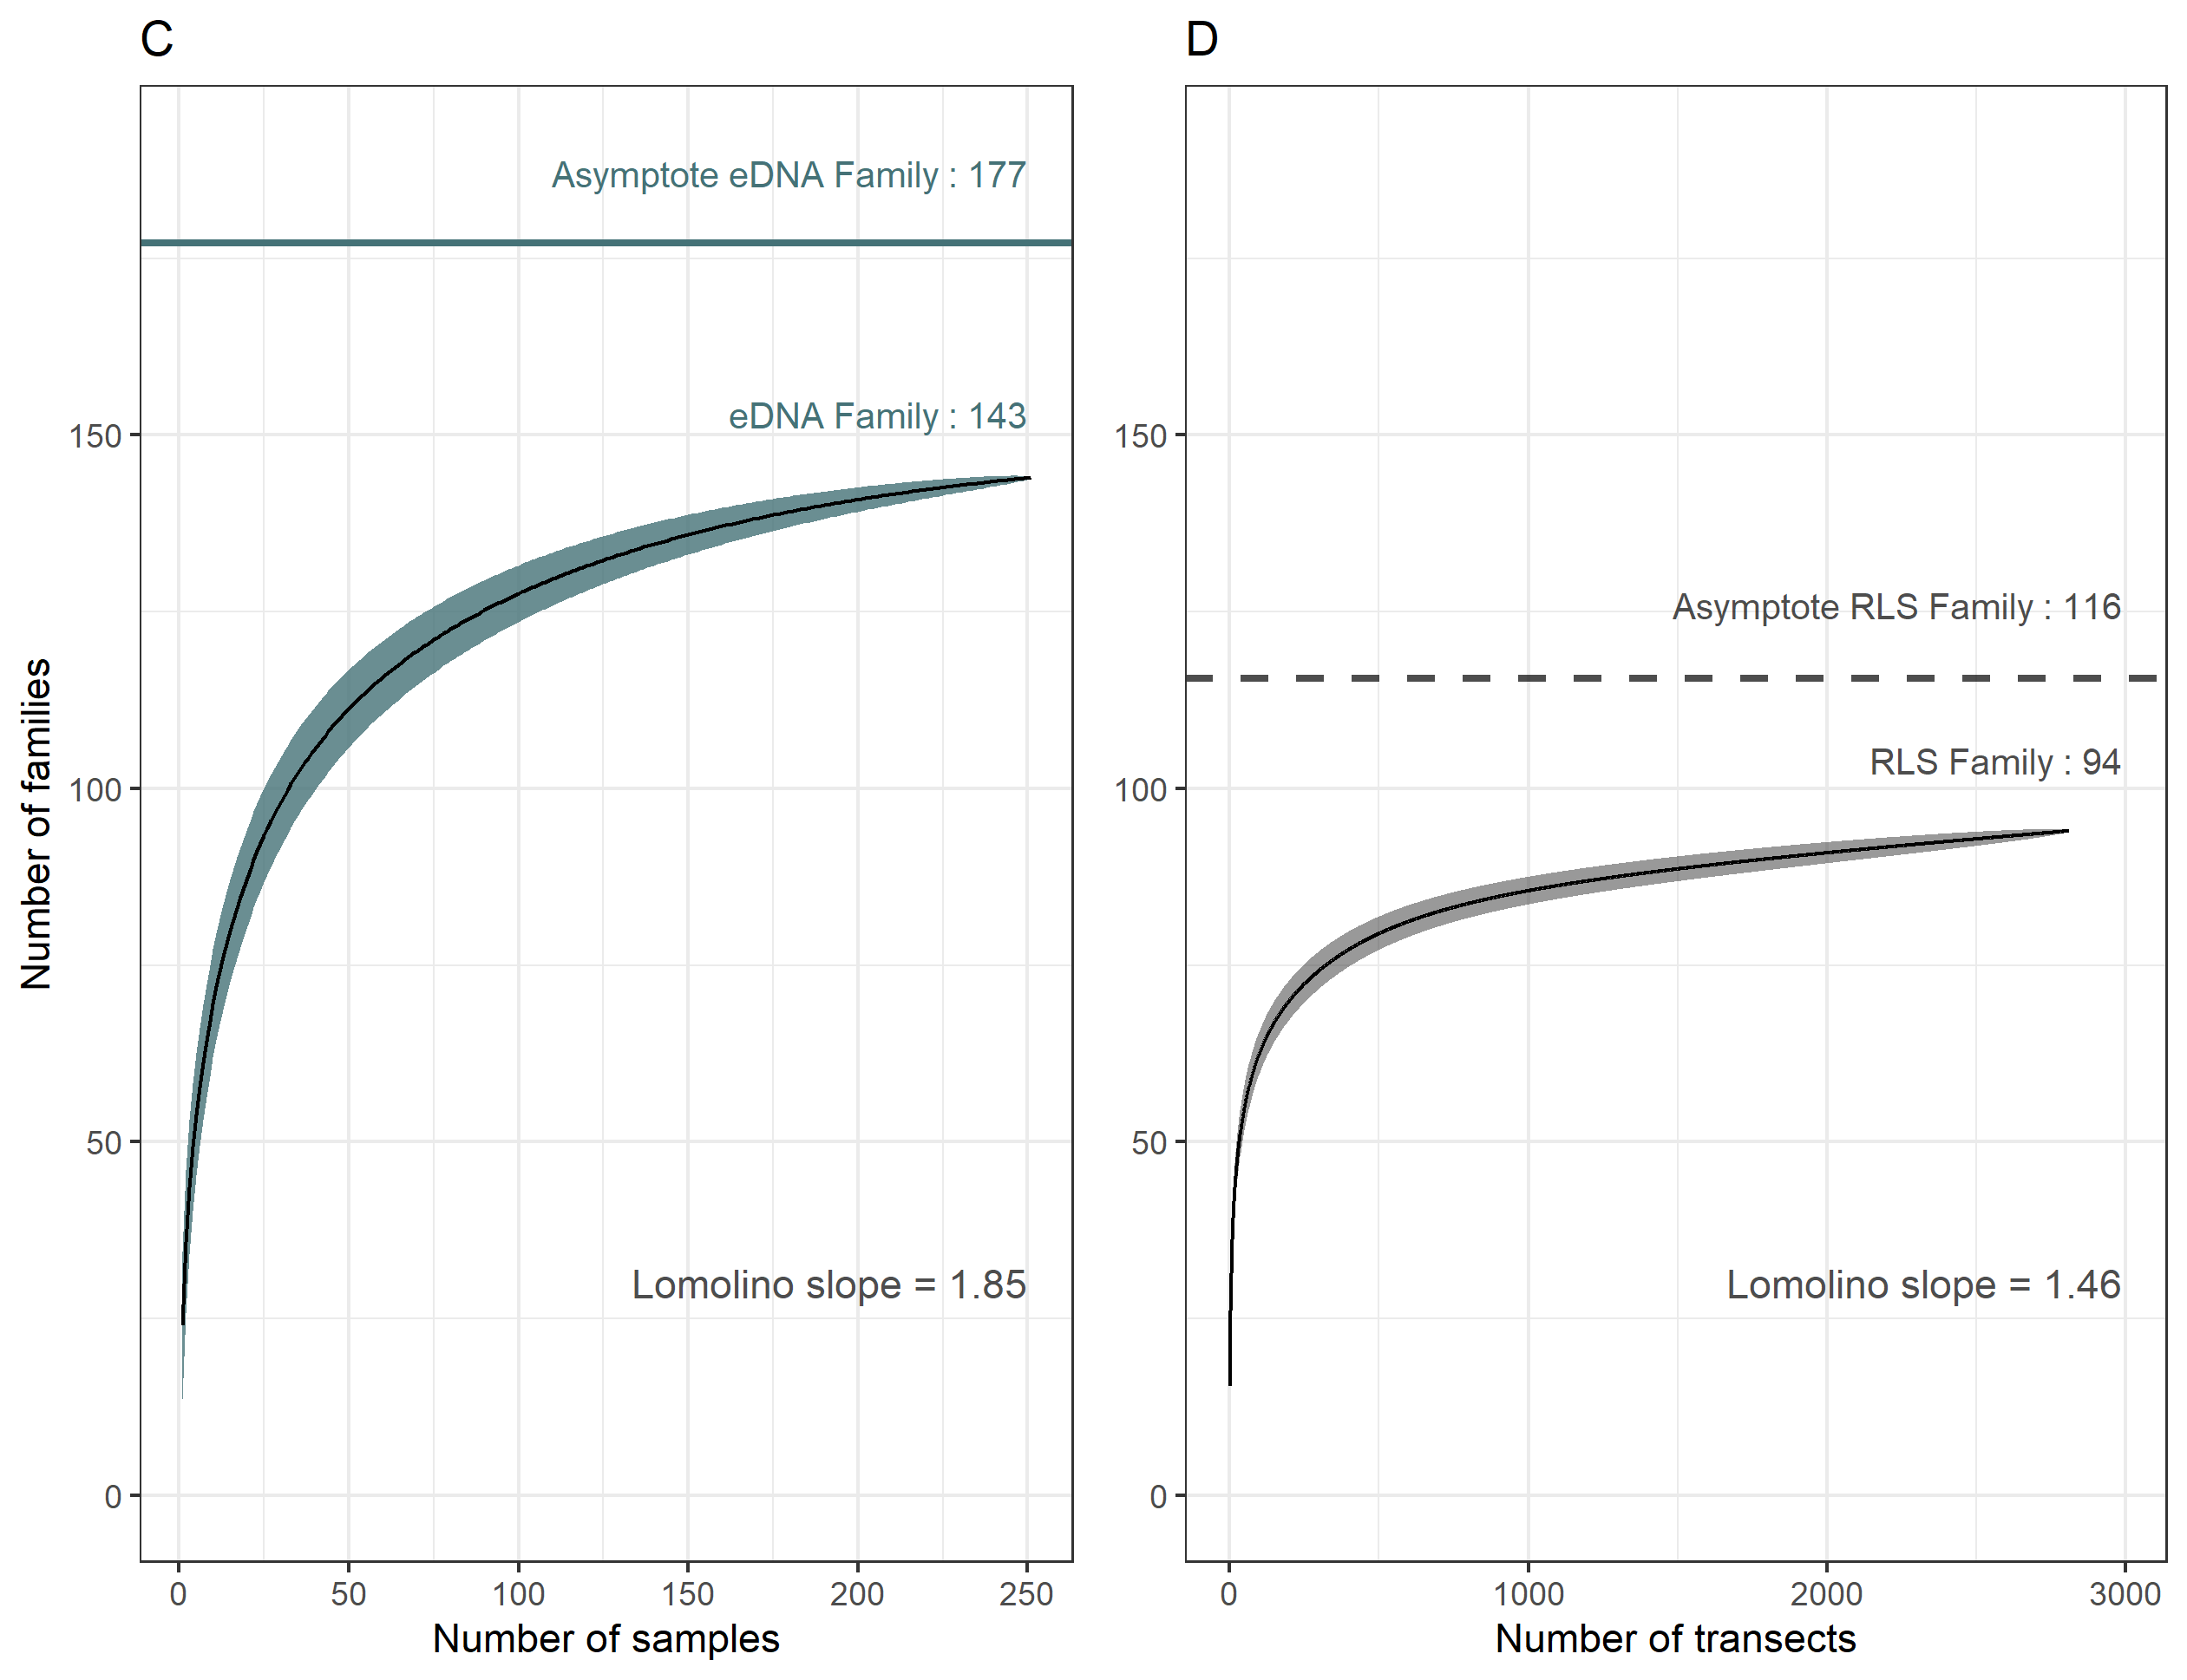 C
Asymptote eDNA Family : 177
eDNA Family : 143
Lomolino slope = 1.85
150
100
50
0
0 50 100 150 200 250
Number of samples
Number of families
D
Asymptote RLS Family : 116
RLS Family : 94
Lomolino slope = 1.46
150
100
50
0
0 1000 2000 3000
Number of transects